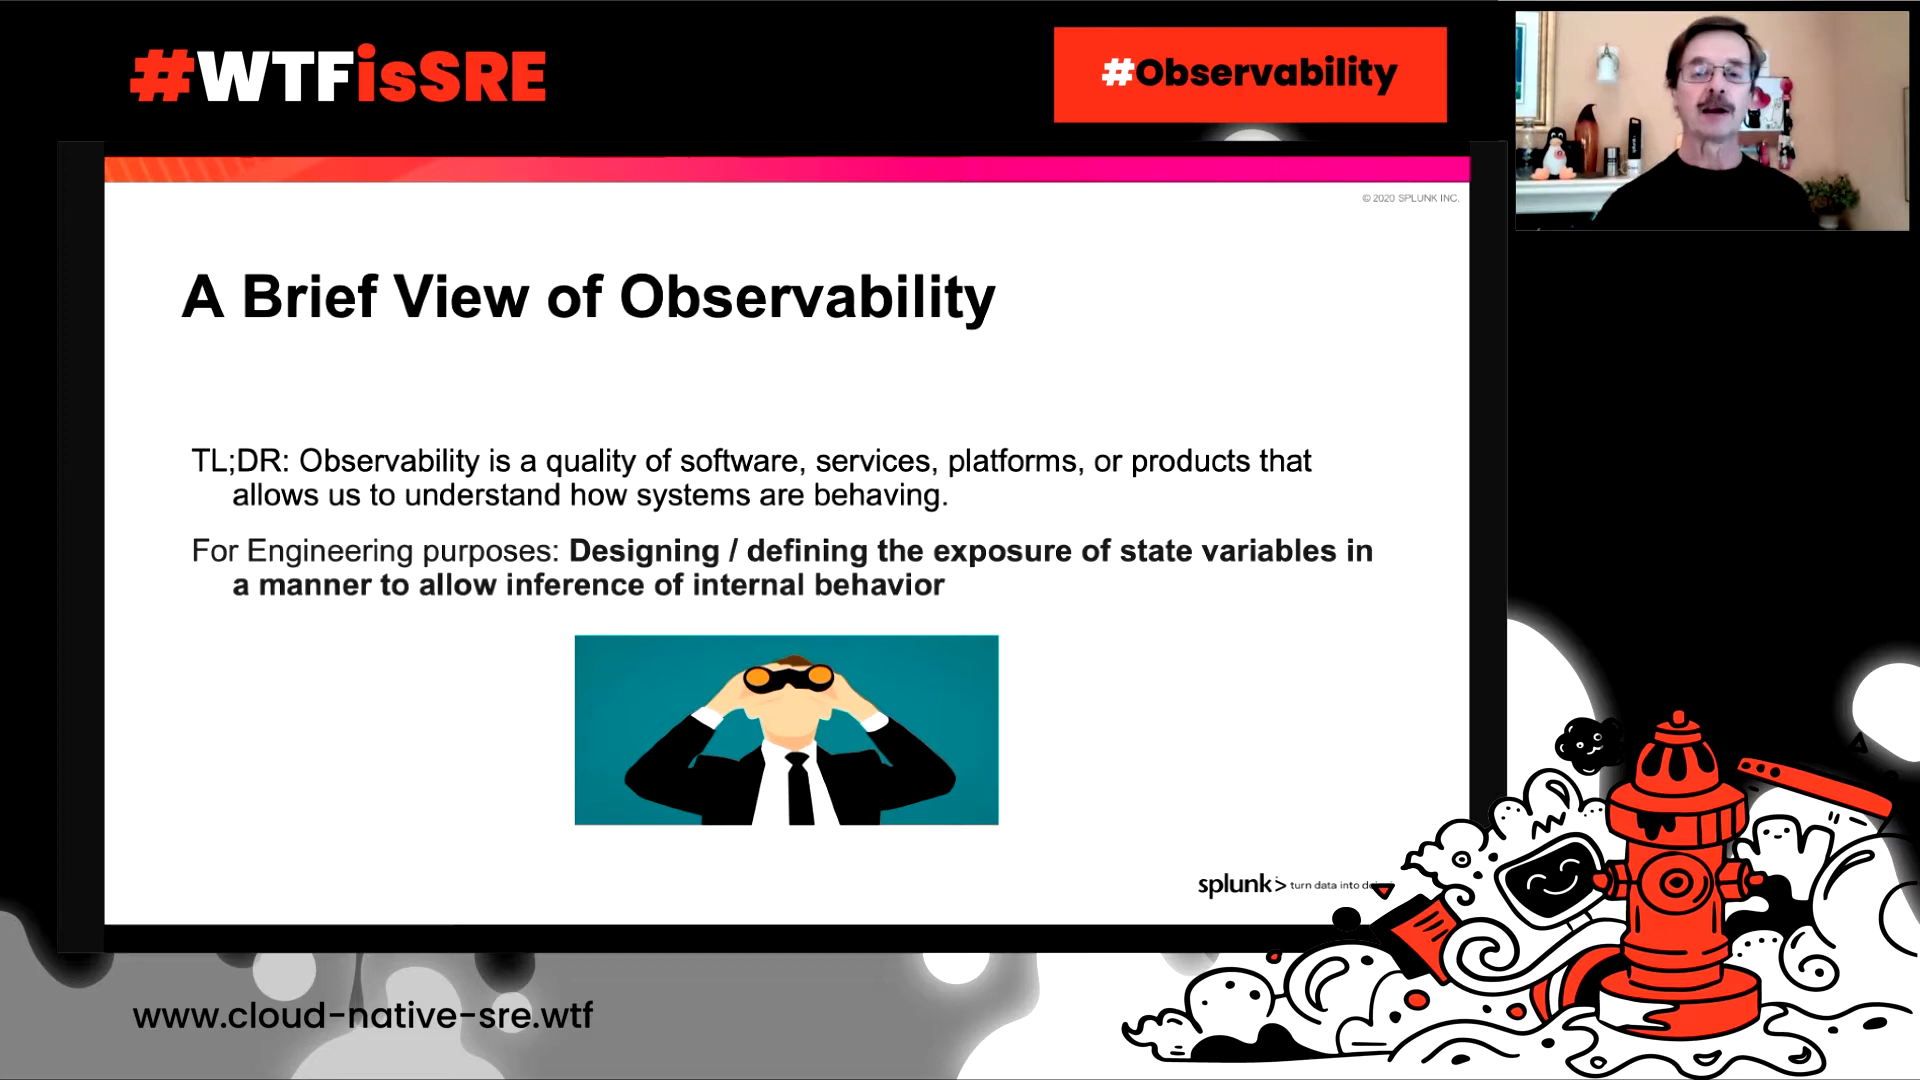 #WTFisSRE
#Observability
© 2020 SPLUNK INC.
A Brief View of Observability
TL;DR: Observability is a quality of software, services, platforms, or products that
allows us to understand how systems are behaving.
For Engineering purposes: Designing / defining the exposure of state variables in
a manner to allow inference of internal behavior
splunk> turn data into
www.cloud-native-sre.wtf